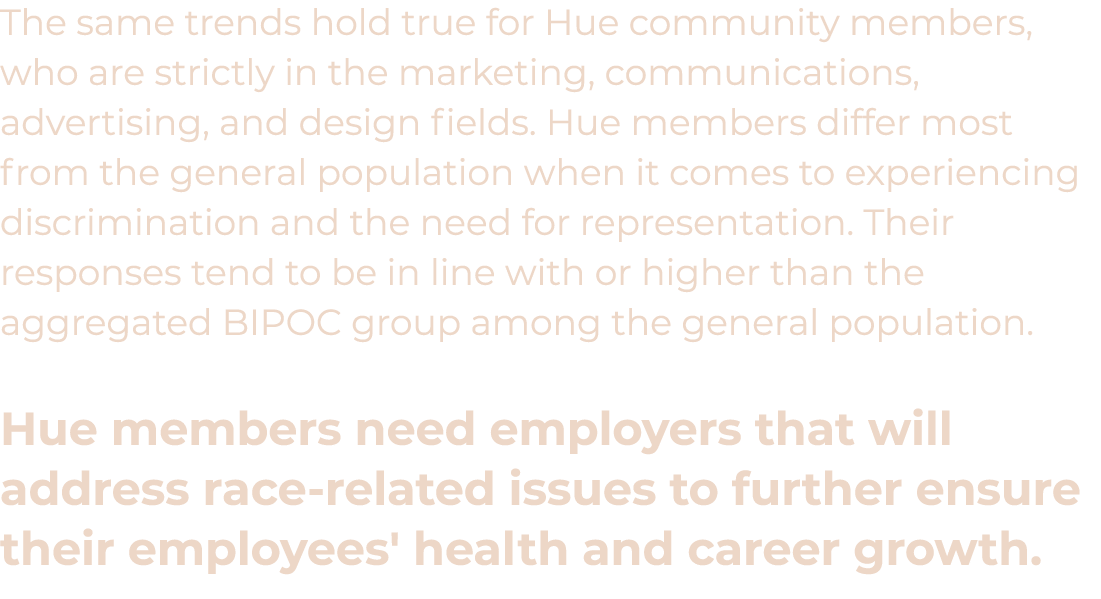 The same trends hold true for Hue community members,
who are strictly in the marketing, communications,
advertising, and design fields. Hue members differ most
from the general population when it comes to experiencing
discrimination and the need for representation. Their
responses tend to be in line with or higher than the
aggregated BIPOC group among the general population.
Hue members need employers that will
address race-related issues to further ensure
their employees' health and career growth.